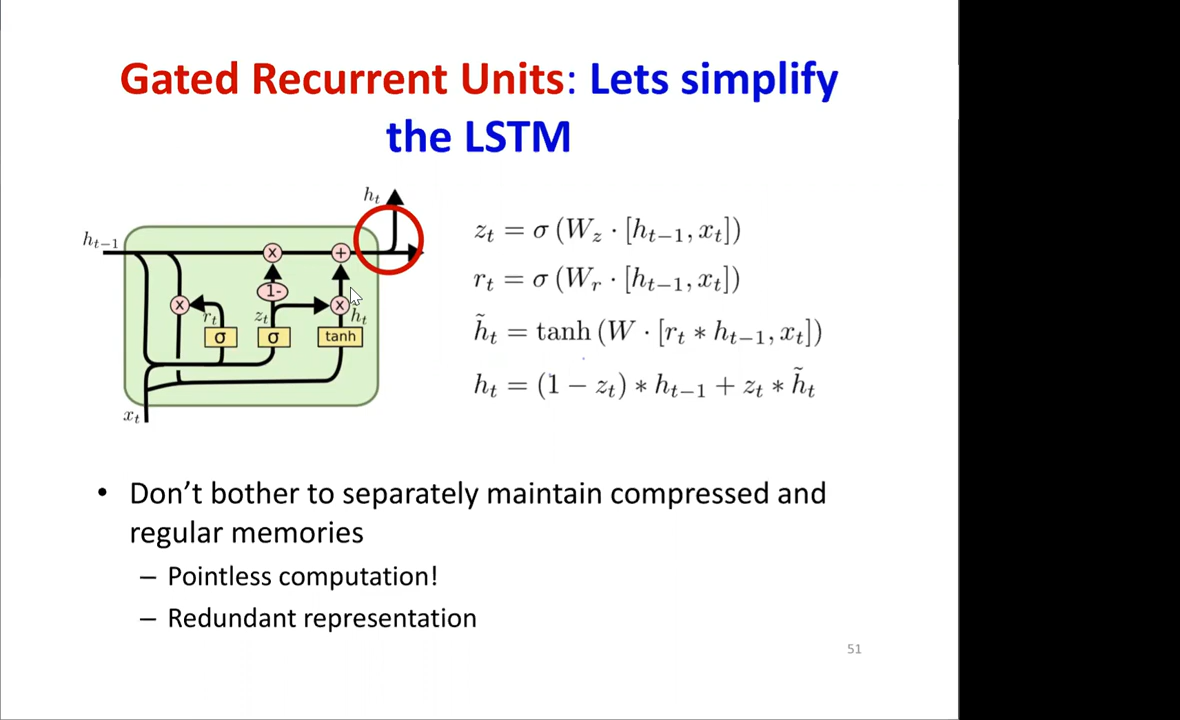 Gated Recurrent Units: Lets simplify
the LSTM
h_t
h_{t-1}
x
+
1-
x
r_t
z_t
x
h̃_t
σ
σ
tanh
x_t
z_t = σ (W_z · [h_{t-1}, x_t])
r_t = σ (W_r · [h_{t-1}, x_t])
h̃_t = tanh (W · [r_t * h_{t-1}, x_t])
h_t = (1 − z_t) * h_{t-1} + z_t * h̃_t
• Don’t bother to separately maintain compressed and
regular memories
– Pointless computation!
– Redundant representation
51